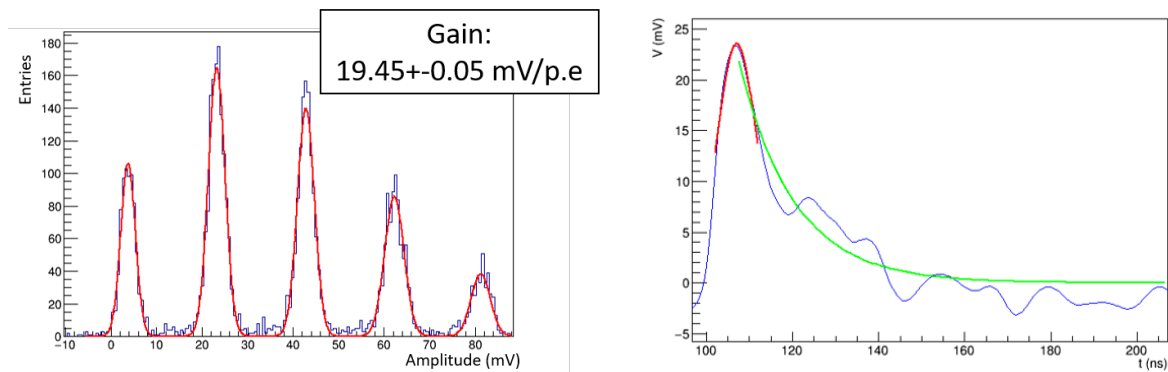 Gain:
19.45+-0.05 mV/p.e
Entries
180
160
140
120
100
80
60
40
20
0
−10 0 10 20 30 40 50 60 70 80
Amplitude (mV)
V (mV)
25
20
15
10
5
0
−5
100 120 140 160 180 200
t (ns)